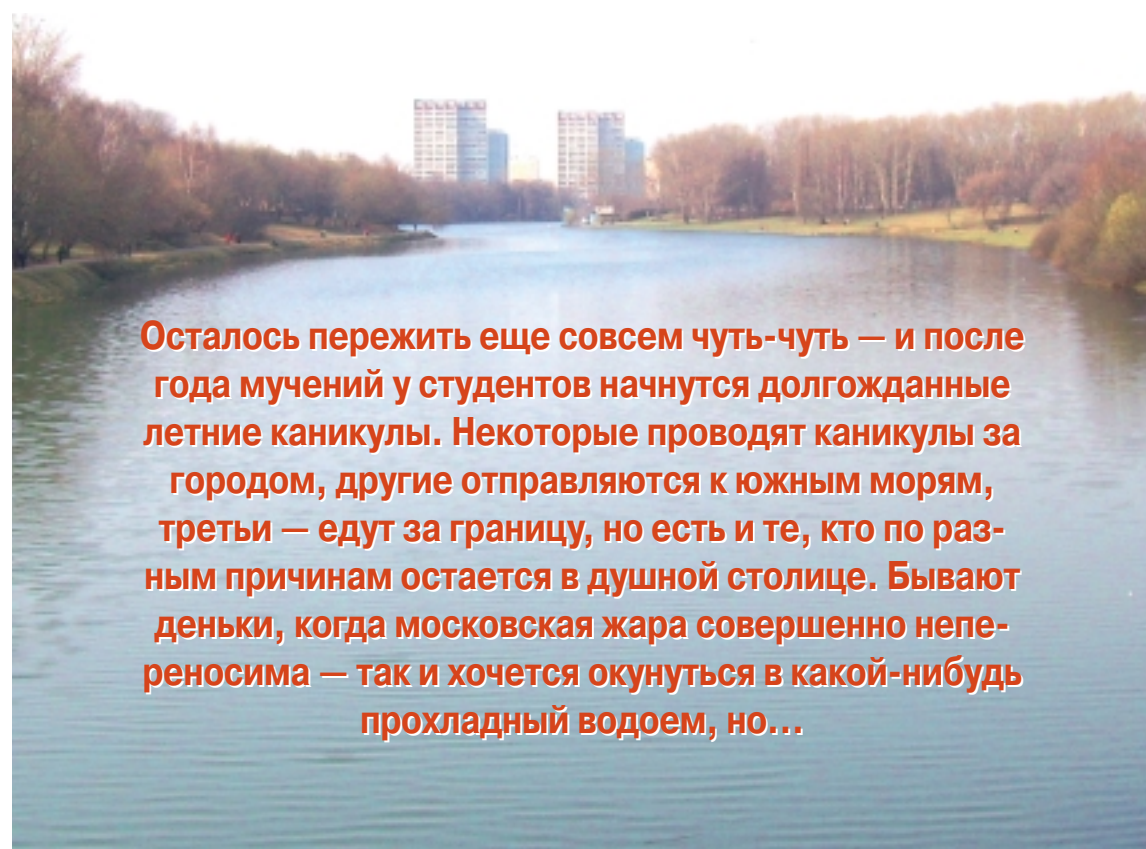 Осталось пережить еще совсем чуть-чуть — и после
года мучений у студентов начнутся долгожданные
летние каникулы. Некоторые проводят каникулы за
городом, другие отправляются к южным морям,
третьи — едут за границу, но есть и те, кто по раз-
ным причинам остается в душной столице. Бывают
деньки, когда московская жара совершенно непе-
реносима — так и хочется окунуться в какой-нибудь
прохладный водоем, но...